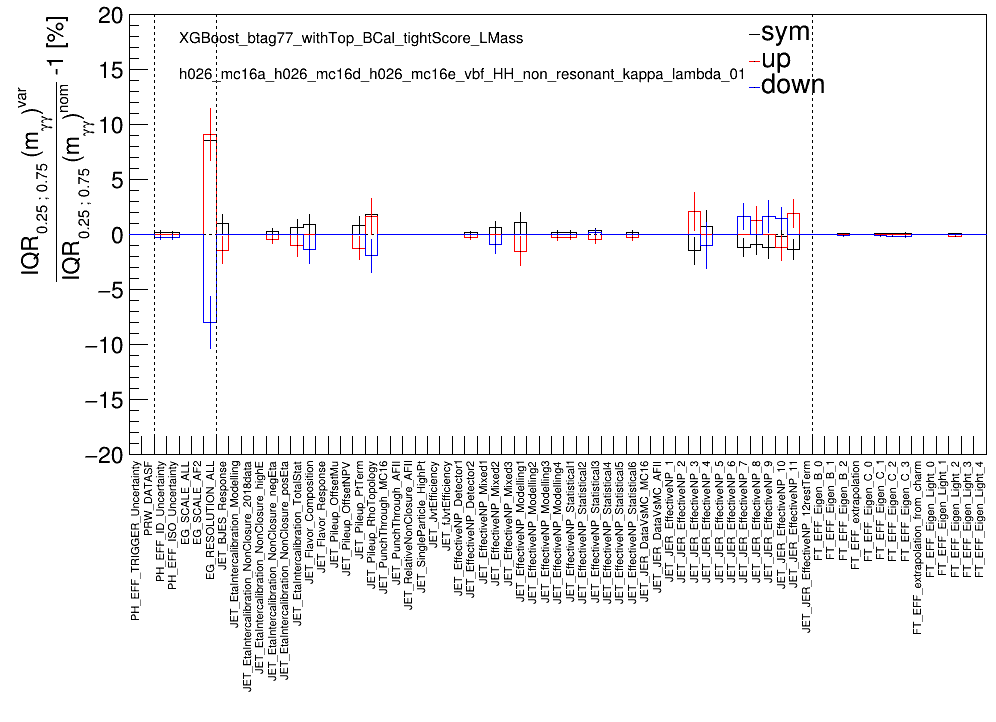 20
15
10
5
0
−5
−10
−15
−20
IQR0.25 ; 0.75 (mγγ)var
IQR0.25 ; 0.75 (mγγ)nom -1 [%]
XGBoost_btag77_withTop_BCal_tightScore_LMass
h026_mc16a_h026_mc16d_h026_mc16e_vbf_HH_non_resonant_kappa_lambda_01
sym
up
down
PH_EFF_TRIGGER_Uncertainty
PRW_DATASF
PH_EFF_ID_Uncertainty
PH_EFF_ISO_Uncertainty
EG_SCALE_ALL
EG_SCALE_AF2
EG_RESOLUTION_ALL
JET_BJES_Response
JET_EtaIntercalibration_Modelling
JET_EtaIntercalibration_NonClosure_2018data
JET_EtaIntercalibration_NonClosure_highE
JET_EtaIntercalibration_NonClosure_negEta
JET_EtaIntercalibration_NonClosure_posEta
JET_EtaIntercalibration_TotalStat
JET_Flavor_Composition
JET_Flavor_Response
JET_Pileup_OffsetMu
JET_Pileup_OffsetNPV
JET_Pileup_PtTerm
JET_Pileup_RhoTopology
JET_PunchThrough_MC16
JET_PunchThrough_AFII
JET_RelativeNonClosure_AFII
JET_SingleParticle_HighPt
JET_JvtEfficiency
JET_fJvtEfficiency
JET_EffectiveNP_Detector1
JET_EffectiveNP_Detector2
JET_EffectiveNP_Mixed1
JET_EffectiveNP_Mixed2
JET_EffectiveNP_Mixed3
JET_EffectiveNP_Modelling1
JET_EffectiveNP_Modelling2
JET_EffectiveNP_Modelling3
JET_EffectiveNP_Modelling4
JET_EffectiveNP_Statistical1
JET_EffectiveNP_Statistical2
JET_EffectiveNP_Statistical3
JET_EffectiveNP_Statistical4
JET_EffectiveNP_Statistical5
JET_EffectiveNP_Statistical6
JET_JER_DataVsMC_MC16
JET_JER_DataVsMC_AFII
JET_JER_EffectiveNP_1
JET_JER_EffectiveNP_2
JET_JER_EffectiveNP_3
JET_JER_EffectiveNP_4
JET_JER_EffectiveNP_5
JET_JER_EffectiveNP_6
JET_JER_EffectiveNP_7
JET_JER_EffectiveNP_8
JET_JER_EffectiveNP_9
JET_JER_EffectiveNP_10
JET_JER_EffectiveNP_11
JET_JER_EffectiveNP_12restTerm
FT_EFF_Eigen_B_0
FT_EFF_Eigen_B_1
FT_EFF_Eigen_B_2
FT_EFF_extrapolation
FT_EFF_Eigen_C_0
FT_EFF_Eigen_C_1
FT_EFF_Eigen_C_2
FT_EFF_Eigen_C_3
FT_EFF_extrapolation_from_charm
FT_EFF_Eigen_Light_0
FT_EFF_Eigen_Light_1
FT_EFF_Eigen_Light_2
FT_EFF_Eigen_Light_3
FT_EFF_Eigen_Light_4